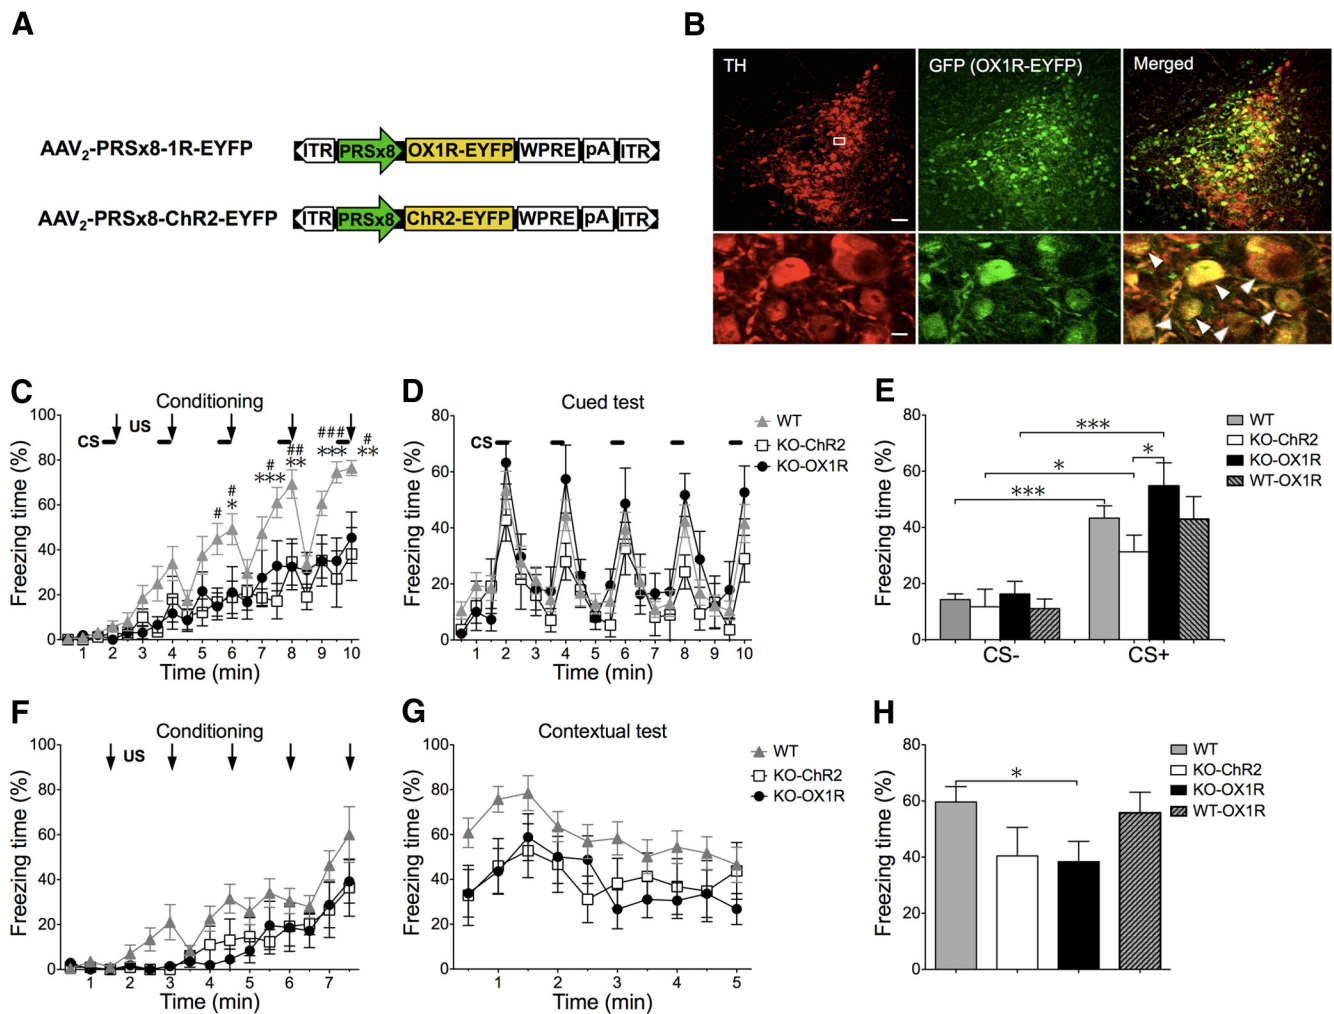 A
AAV2-PRSx8-1R-EYFP
ITR PRSx8 OX1R-EYFP WPRE pA ITR
AAV2-PRSx8-ChR2-EYFP
ITR PRSx8 ChR2-EYFP WPRE pA ITR
B
TH
GFP (OX1R-EYFP)
Merged
C
Conditioning
CS
US
# # * # *** ## ** ### *** # **
Freezing time (%)
100
80
60
40
20
0
1 2 3 4 5 6 7 8 9 10
Time (min)
D
Cued test
CS
WT
KO-ChR2
KO-OX1R
Freezing time (%)
80
60
40
20
0
1 2 3 4 5 6 7 8 9 10
Time (min)
E
WT
KO-ChR2
KO-OX1R
WT-OX1R
***
*
*
***
Freezing time (%)
80
60
40
20
0
CS- CS+
F
Conditioning
US
Freezing time (%)
100
80
60
40
20
0
1 2 3 4 5 6 7
Time (min)
G
Contextual test
WT
KO-ChR2
KO-OX1R
Freezing time (%)
100
80
60
40
20
0
1 2 3 4 5
Time (min)
H
WT
KO-ChR2
KO-OX1R
WT-OX1R
*
Freezing time (%)
80
60
40
20
0